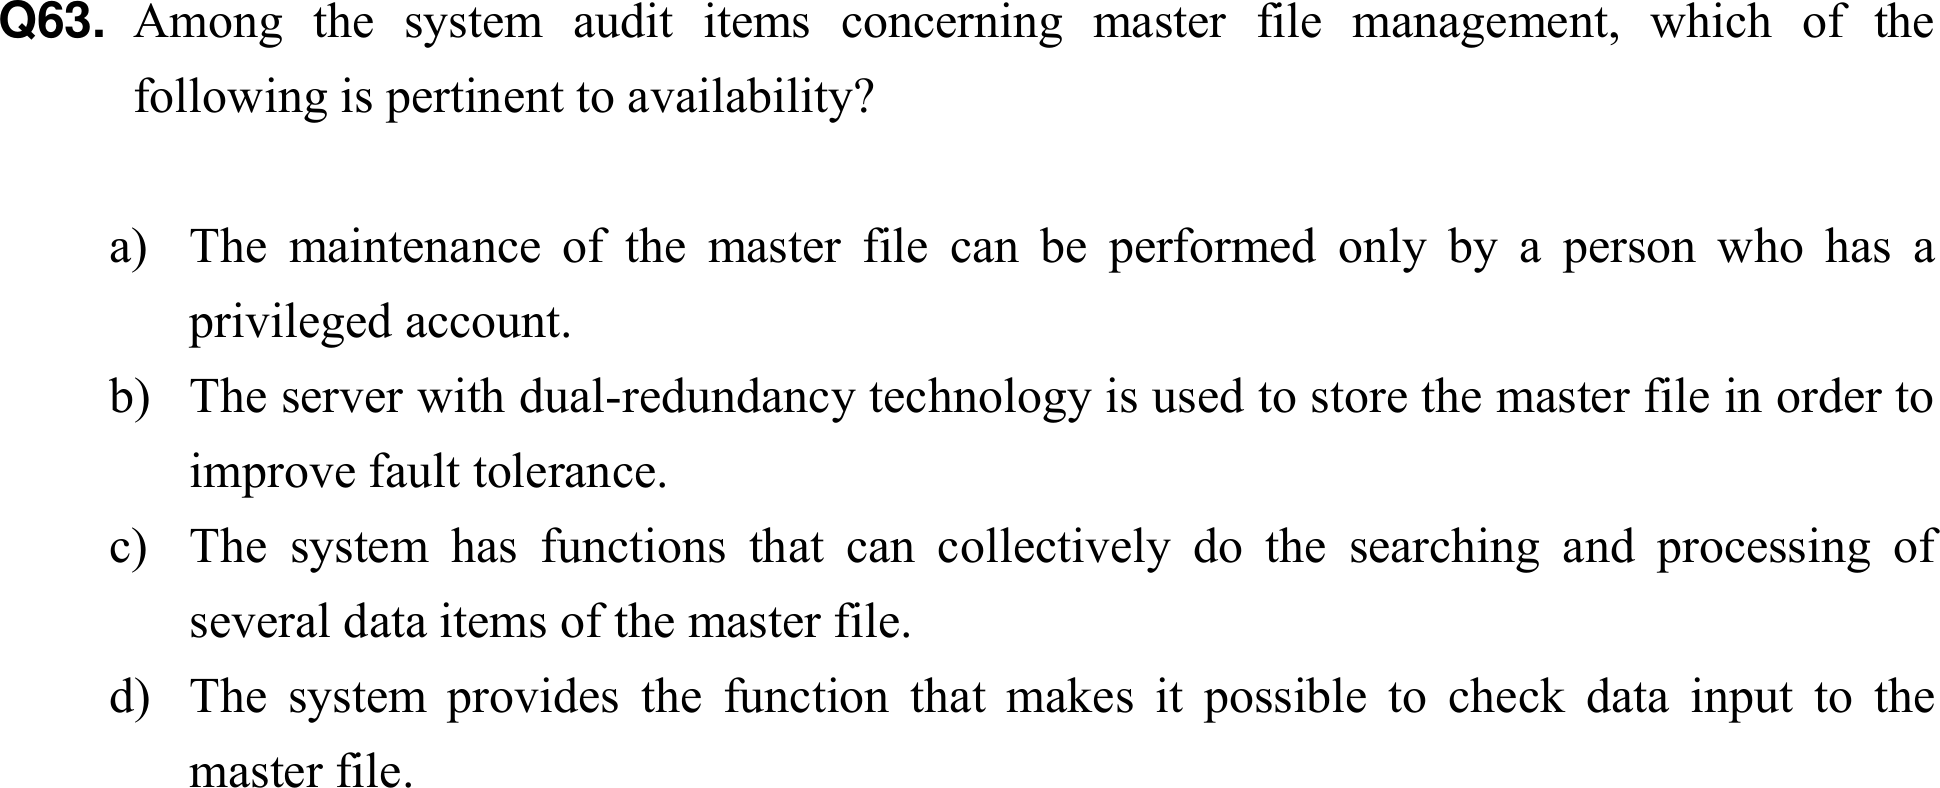 Q63. Among the system audit items concerning master file management, which of the
following is pertinent to availability?
a) The maintenance of the master file can be performed only by a person who has a
privileged account.
b) The server with dual-redundancy technology is used to store the master file in order to
improve fault tolerance.
c) The system has functions that can collectively do the searching and processing of
several data items of the master file.
d) The system provides the function that makes it possible to check data input to the
master file.